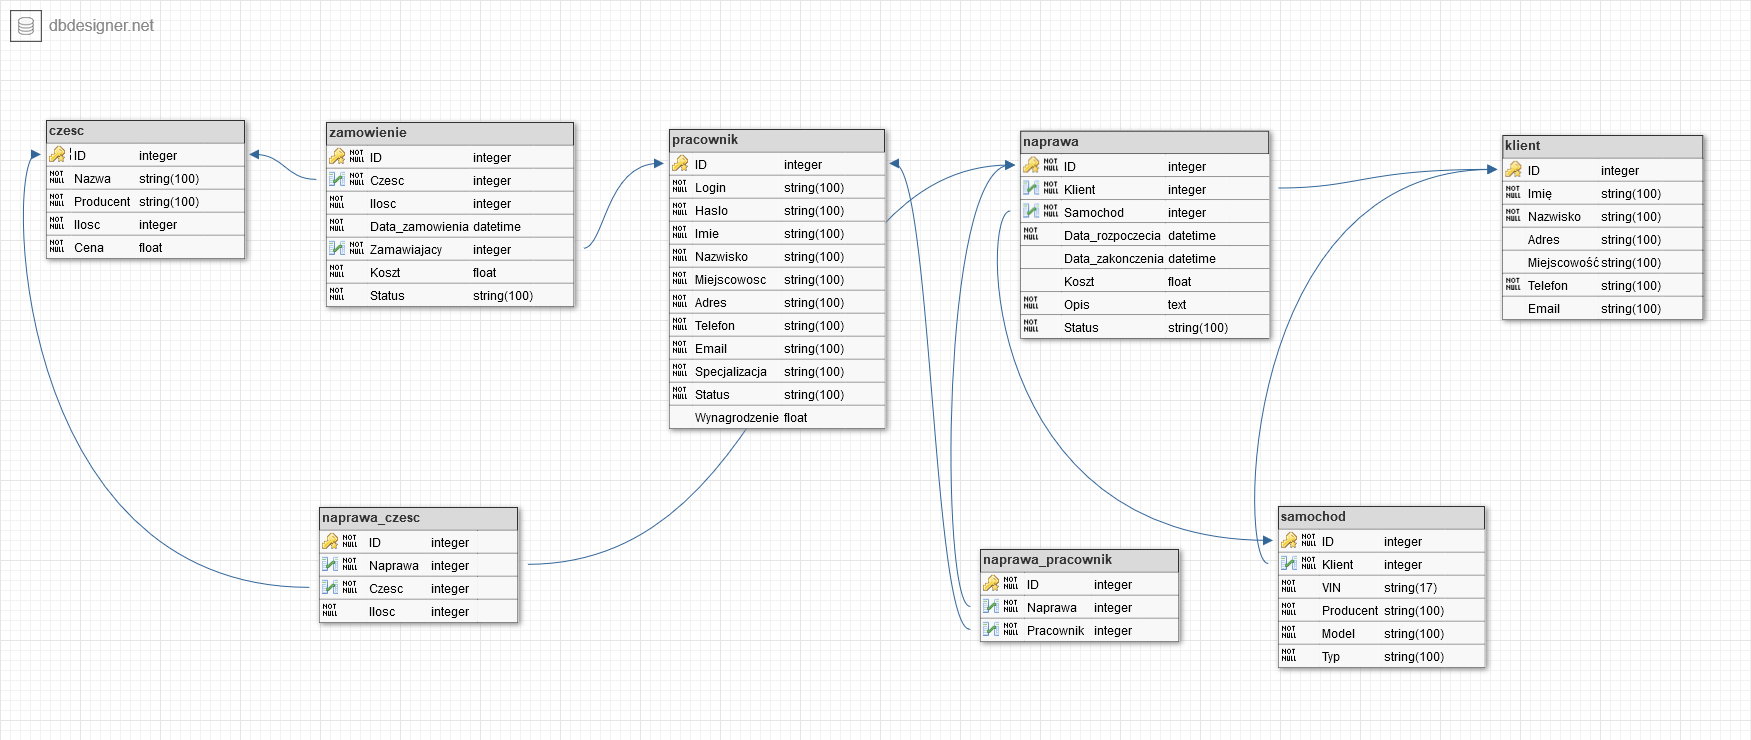 dbdesigner.net
czesc
NOT NULL ID integer
NOT NULL Nazwa string(100)
NOT NULL Producent string(100)
NOT NULL Ilosc integer
NOT NULL Cena float
zamowienie
NOT NULL ID integer
NOT NULL Czesc integer
NOT NULL Ilosc integer
NOT NULL Data_zamowienia datetime
NOT NULL Zamawiajacy integer
NOT NULL Koszt float
NOT NULL Status string(100)
pracownik
ID integer
NOT NULL Login string(100)
NOT NULL Haslo string(100)
NOT NULL Imie string(100)
NOT NULL Nazwisko string(100)
NOT NULL Miejscowosc string(100)
NOT NULL Adres string(100)
NOT NULL Telefon string(100)
NOT NULL Email string(100)
NOT NULL Specjalizacja string(100)
NOT NULL Status string(100)
Wynagrodzenie float
naprawa
NOT NULL ID integer
NOT NULL Klient integer
NOT NULL Samochod integer
NOT NULL Data_rozpoczecia datetime
Data_zakonczenia datetime
Koszt float
NOT NULL Opis text
NOT NULL Status string(100)
klient
ID integer
NOT NULL Imię string(100)
NOT NULL Nazwisko string(100)
Adres string(100)
Miejscowość string(100)
NOT NULL Telefon string(100)
Email string(100)
naprawa_czesc
NOT NULL ID integer
NOT NULL Naprawa integer
NOT NULL Czesc integer
NOT NULL Ilosc integer
naprawa_pracownik
NOT NULL ID integer
NOT NULL Naprawa integer
NOT NULL Pracownik integer
samochod
NOT NULL ID integer
NOT NULL Klient integer
NOT NULL VIN string(17)
NOT NULL Producent string(100)
NOT NULL Model string(100)
NOT NULL Typ string(100)